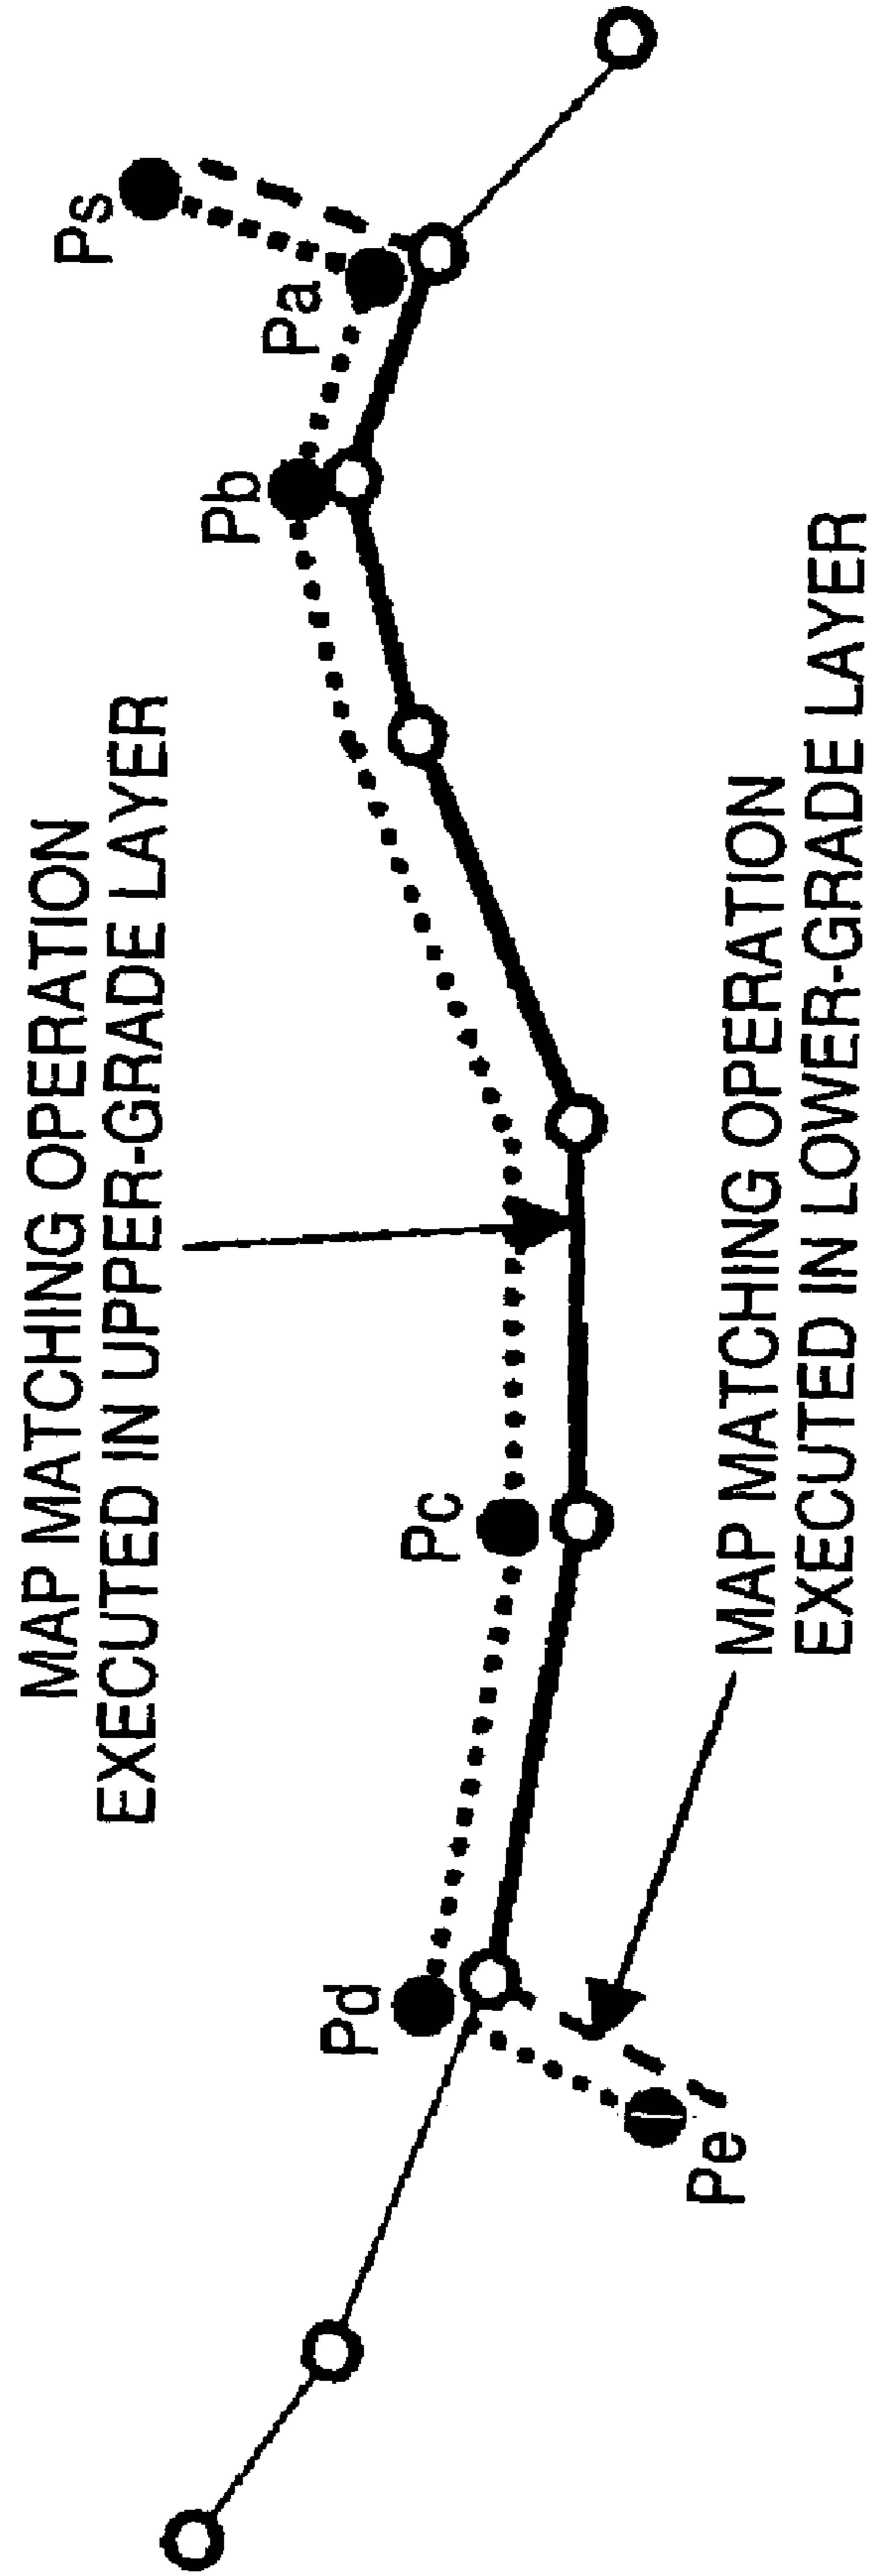 MAP MATCHING OPERATION
EXECUTED IN UPPER-GRADE LAYER
Ps
Pa
Pb
Pc
Pd
Pe
MAP MATCHING OPERATION
EXECUTED IN LOWER-GRADE LAYER